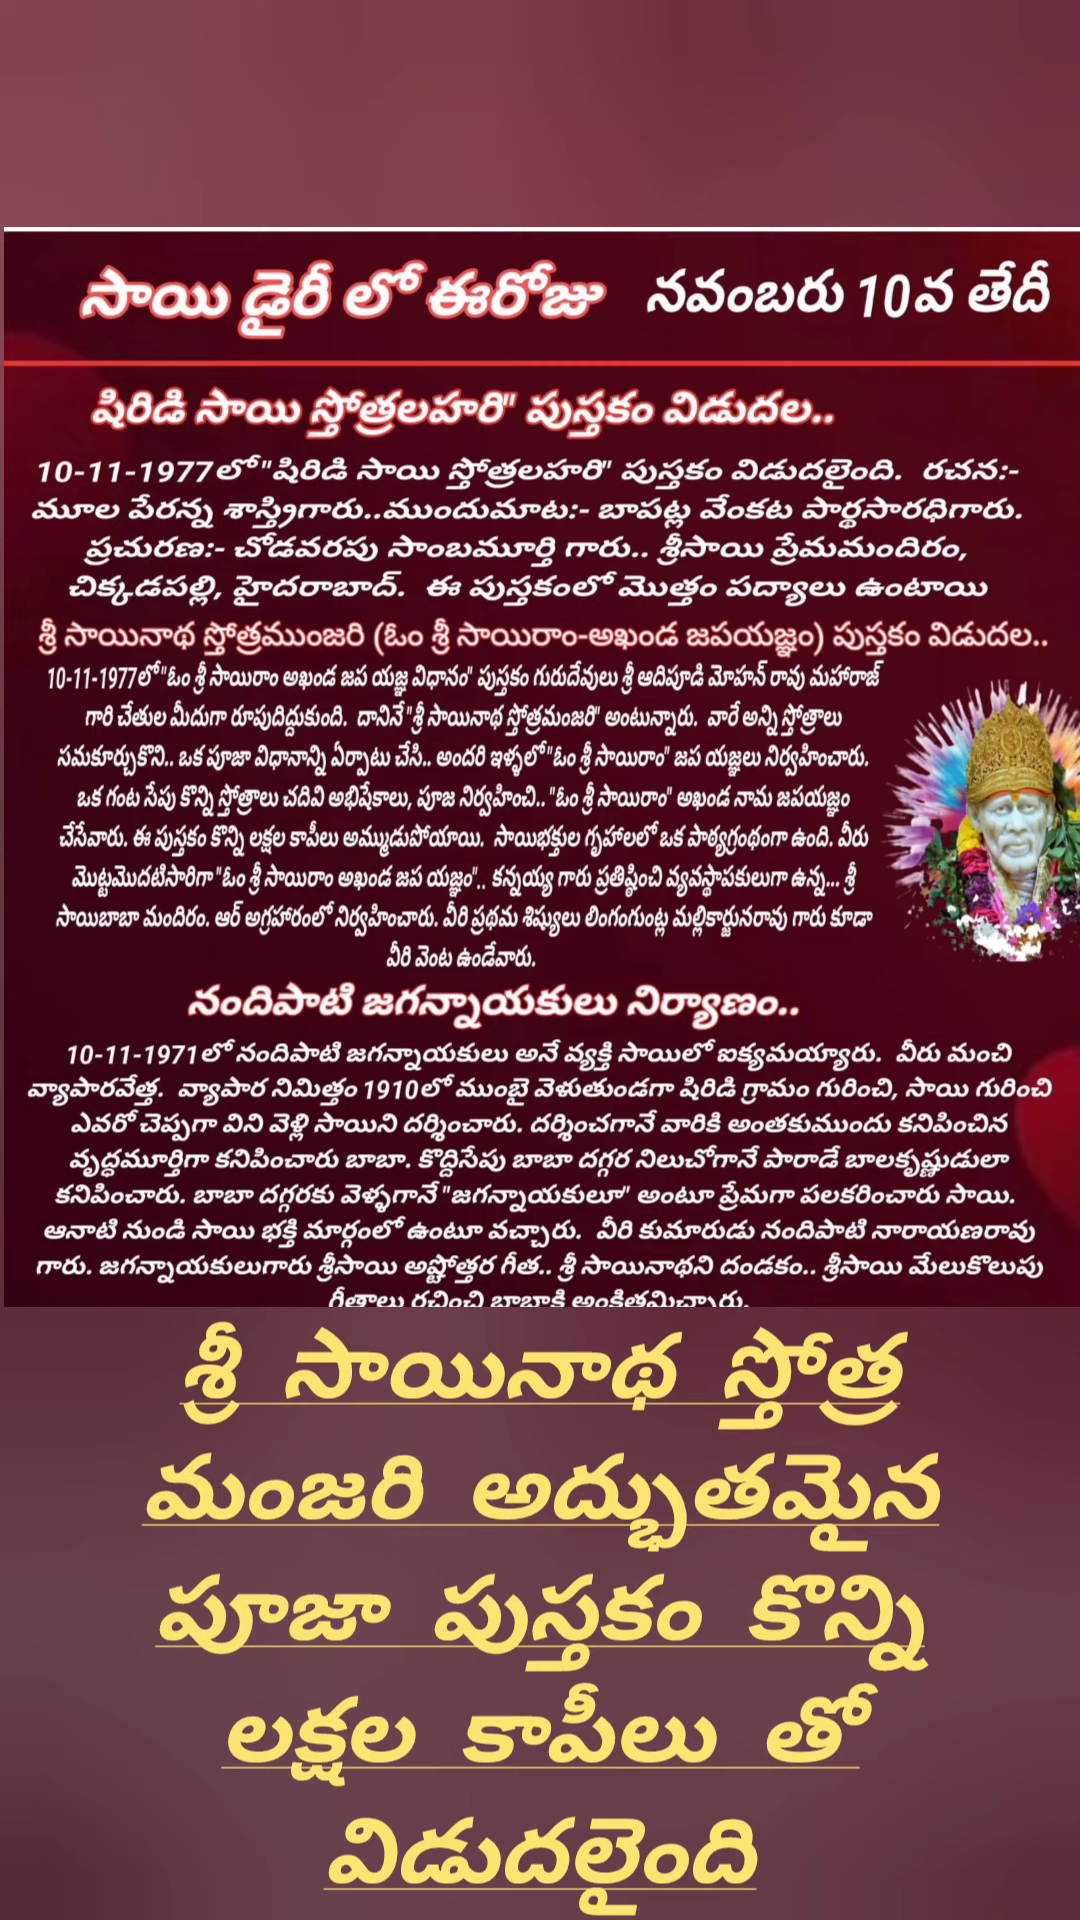 సాయి డైరీ లో ఈరోజు నవంబరు 10వ తేదీ
షిరిడి సాయి స్తోత్రలహరి" పుస్తకం విడుదల..
10-11-1977లో "షిరిడి సాయి స్తోత్రలహరి" పుస్తకం విడుదలైంది. రచన:-
మూల పేరన్న శాస్త్రిగారు..ముందుమాట:- బాపట్ల వేంకట పార్థసారధిగారు.
ప్రచురణ:- చోడవరపు సాంబమూర్తి గారు.. శ్రీసాయి ప్రేమమందిరం,
చిక్కడపల్లి, హైదరాబాద్. ఈ పుస్తకంలో మొత్తం పద్యాలు ఉంటాయి
శ్రీ సాయినాథ స్తోత్రముంజరి (ఓం శ్రీ సాయిరాం-అఖండ జపయజ్ఞం) పుస్తకం విడుదల..
10-11-1977లో "ఓం శ్రీ సాయిరాం అఖండ జప యజ్ఞ విధానం" పుస్తకం గురుదేవులు శ్రీ ఆదిపూడి మోహన్ రావు మహారాజ్
గారి చేతుల మీదుగా రూపుదిద్దుకుంది. దానినే "శ్రీ సాయినాథ స్తోత్రమంజరి" అంటున్నారు. వారే అన్ని స్తోత్రాలు
సమకూర్చుకొని.. ఒక పూజా విధానాన్ని ఏర్పాటు చేసి.. అందరి ఇళ్ళలో "ఓం శ్రీ సాయిరాం" జప యజ్ఞలు నిర్వహించారు.
ఒక గంట సేపు కొన్ని స్తోత్రాలు చదివి అభిషేకాలు, పూజ నిర్వహించి.. "ఓం శ్రీ సాయిరాం" అఖండ నామ జపయజ్ఞం
చేసేవారు. ఈ పుస్తకం కొన్ని లక్షల కాపీలు అమ్ముడుపోయాయి. సాయిభక్తుల గృహాలలో ఒక పాఠ్యగ్రంథంగా ఉంది. వీరు
మొట్టమొదటిసారిగా "ఓం శ్రీ సాయిరాం అఖండ జప యజ్ఞం".. కన్నయ్య గారు ప్రతిష్ఠించి వ్యవస్థాపకులుగా ఉన్న... శ్రీ
సాయిబాబా మందిరం. ఆర్ అగ్రహారంలో నిర్వహించారు. వీరి ప్రథమ శిష్యులు లింగంగుంట్ల మల్లికార్జునరావు గారు కూడా
వీరి వెంట ఉండేవారు.
నందిపాటి జగన్నాయకులు నిర్యాణం..
10-11-1971లో నందిపాటి జగన్నాయకులు అనే వ్యక్తి సాయిలో ఐక్యమయ్యారు. వీరు మంచి
వ్యాపారవేత్త. వ్యాపార నిమిత్తం 1910లో ముంబై వెళుతుండగా షిరిడి గ్రామం గురించి, సాయి గురించి
ఎవరో చెప్పగా విని వెళ్లి సాయిని దర్శించారు. దర్శించగానే వారికి అంతకుముందు కనిపించిన
వృద్ధమూర్తిగా కనిపించారు బాబా. కొద్దిసేపు బాబా దగ్గర నిలుచోగానే పారాడే బాలకృష్ణుడులా
కనిపించారు. బాబా దగ్గరకు వెళ్ళగానే "జగన్నాయకులూ" అంటూ ప్రేమగా పలకరించారు సాయి.
ఆనాటి నుండి సాయి భక్తి మార్గంలో ఉంటూ వచ్చారు. వీరి కుమారుడు నందిపాటి నారాయణరావు
గారు. జగన్నాయకులుగారు శ్రీసాయి అష్టోత్తర గీత.. శ్రీ సాయినాథని దండకం.. శ్రీసాయి మేలుకొలుపు
గీతాలు రచించి బాబాకి అంకితమిచ్చారు.
శ్రీ సాయినాథ స్తోత్ర
మంజరి అద్భుతమైన
పూజా పుస్తకం కొన్ని
లక్షల కాపీలు తో
విడుదలైంది